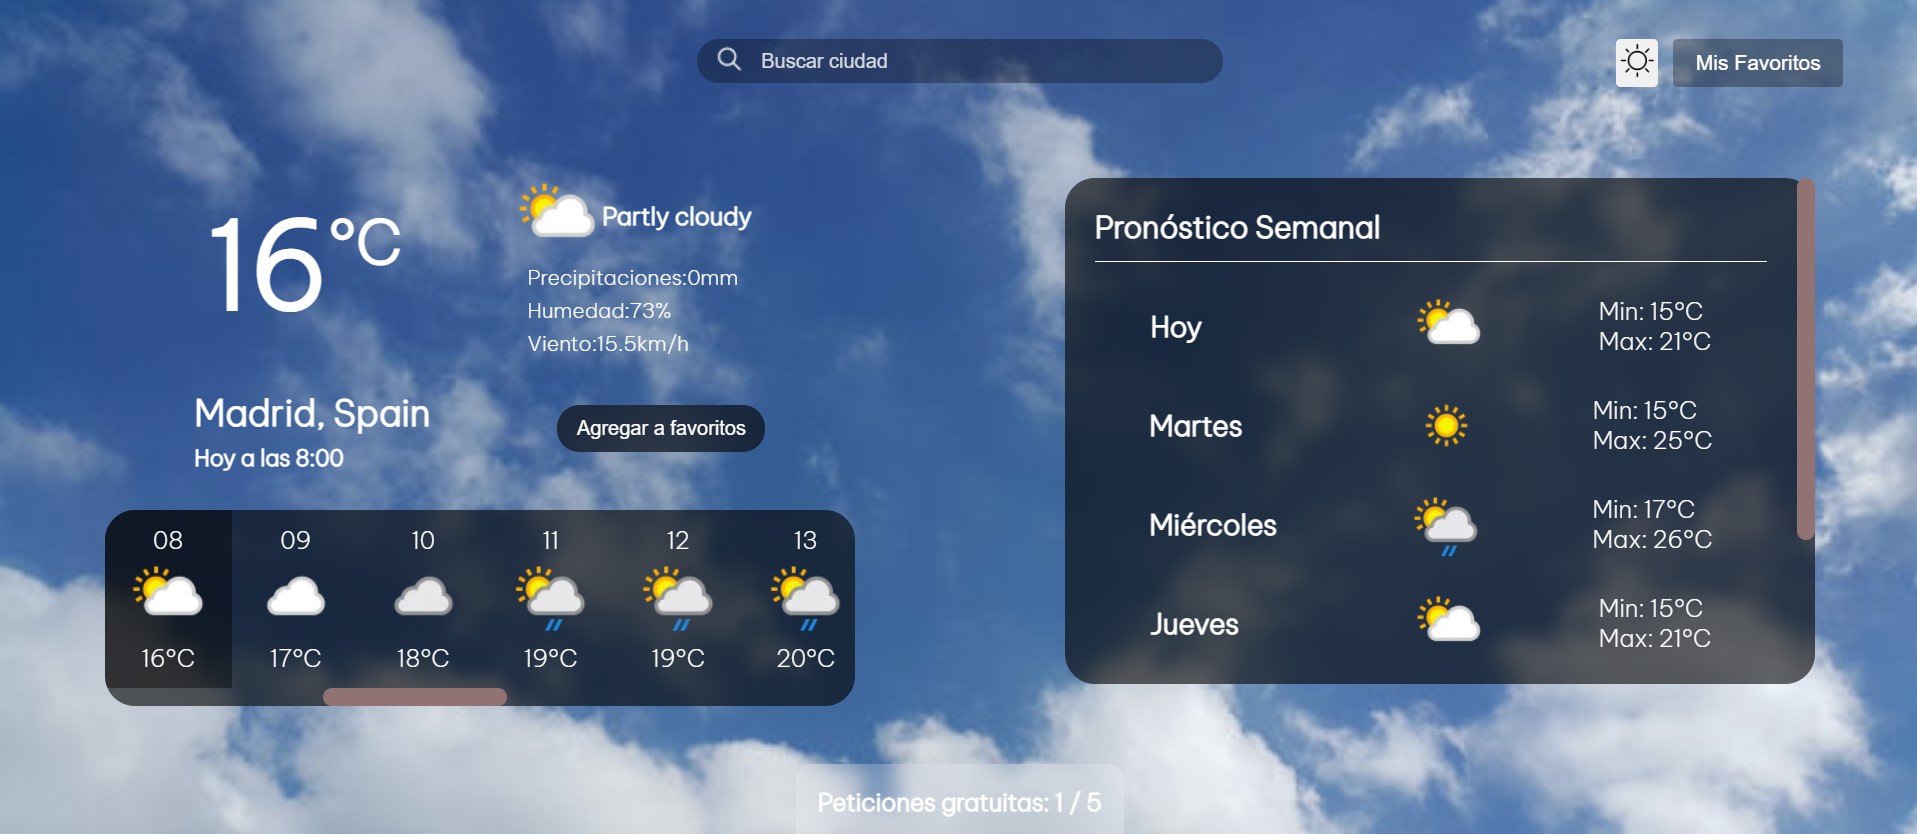 Buscar ciudad
Mis Favoritos
16°C
Partly cloudy
Precipitaciones:0mm
Humedad:73%
Viento:15.5km/h
Madrid, Spain
Hoy a las 8:00
Agregar a favoritos
08 09 10 11 12 13
16°C 17°C 18°C 19°C 19°C 20°C
Pronóstico Semanal
Hoy
Min: 15°C
Max: 21°C
Martes
Min: 15°C
Max: 25°C
Miércoles
Min: 17°C
Max: 26°C
Jueves
Min: 15°C
Max: 21°C
Peticiones gratuitas: 1 / 5